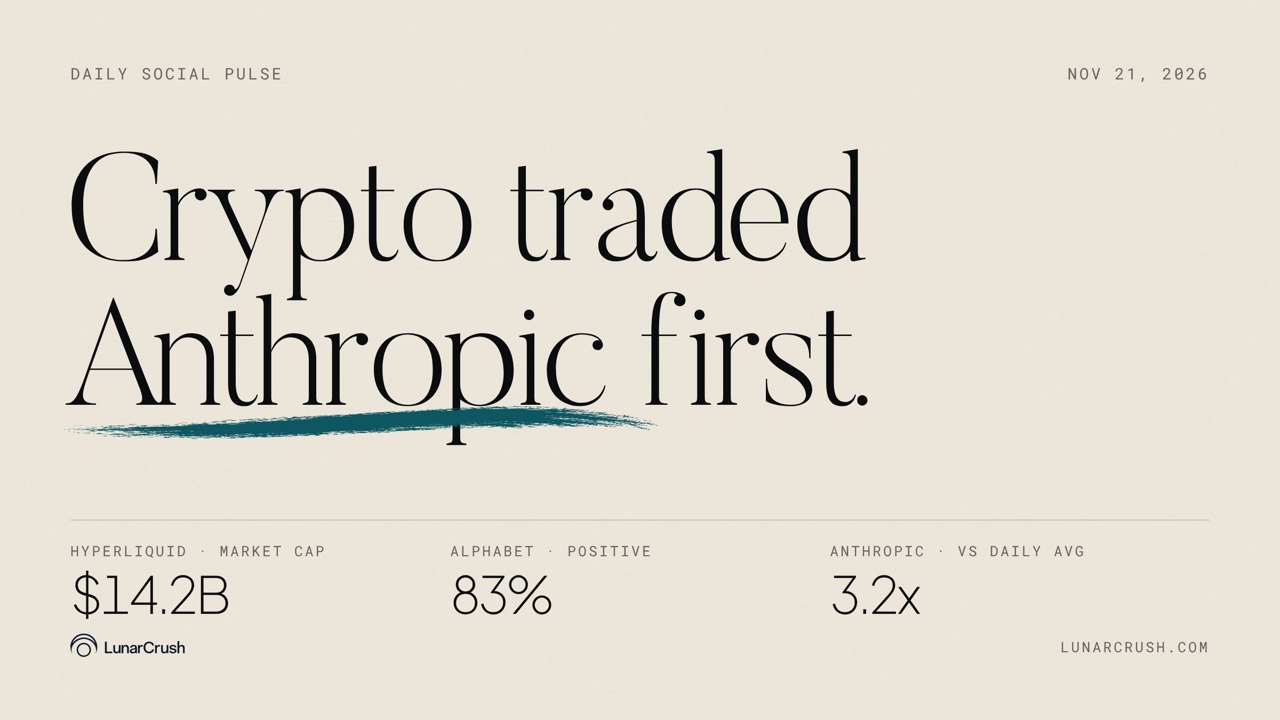 DAILY SOCIAL PULSE
NOV 21, 2026
Crypto traded
Anthropic first.
HYPERLIQUID · MARKET CAP
$14.2B
ALPHABET · POSITIVE
83%
ANTHROPIC · VS DAILY AVG
3.2x
LunarCrush
LUNARCRUSH.COM